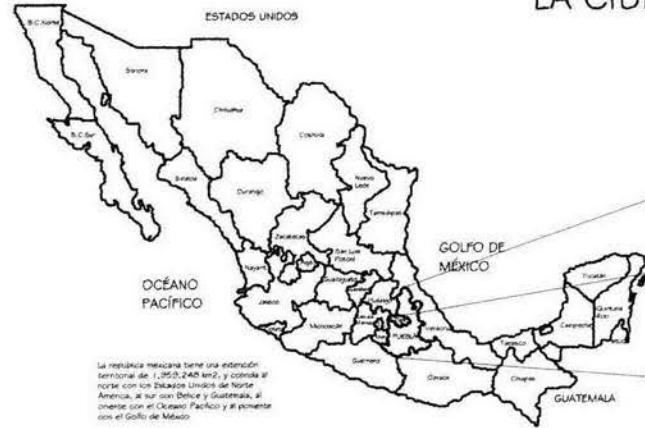 LA CIU
ESTADOS UNIDOS
B.C. Norte
Sonora
Chihuahua
Coahuila
B.C. Sur
Sinaloa
Durango
Nuevo León
Tamaulipas
Zacatecas
San Luis Potosí
GOLFO DE
MÉXICO
Nayarit
Guanajuato
Hidalgo
OCÉANO
PACÍFICO
Jalisco
Michoacán
PUEBLA
Veracruz
Yucatán
Quintana
Roo
Campeche
Tabasco
Guerrero
Oaxaca
Chiapas
GUATEMALA
La república mexicana tiene una extención
territorial de 1,959,248 km2, y colinda al
norte con los Estados Unidos de Norte
América, al sur con Belice y Guatemala, al
oriente con el Océano Pacífico y al poniente
con el Golfo de México